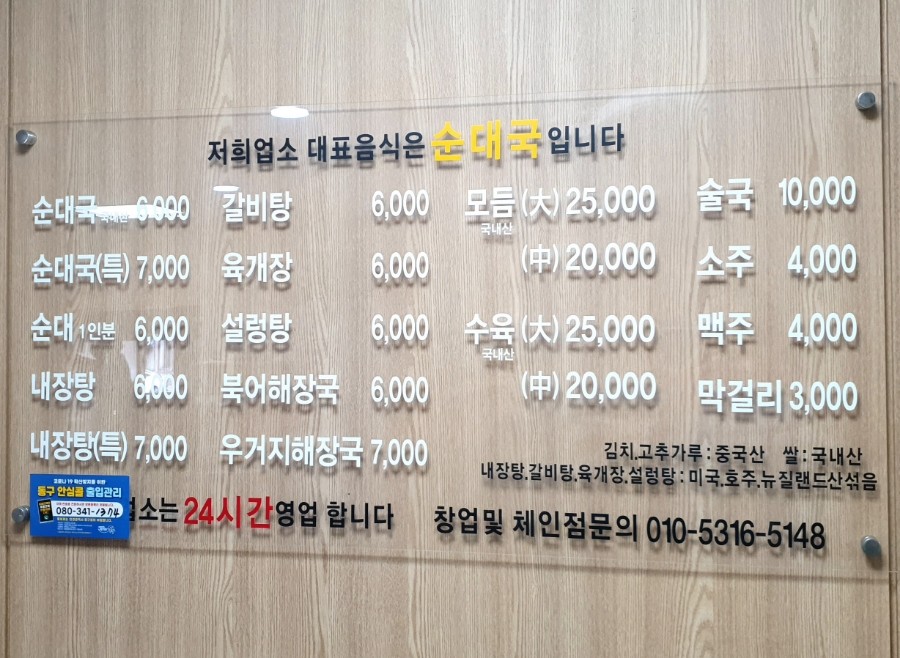 저희업소 대표음식은 순대국입니다
순대국 국내산 6,000
순대국(특) 7,000
순대 1인분 6,000
내장탕 6,000
내장탕(특) 7,000
갈비탕 6,000
육개장 6,000
설렁탕 6,000
북어해장국 6,000
우거지해장국 7,000
모듬 (大) 25,000
국내산
(中) 20,000
수육 (大) 25,000
국내산
(中) 20,000
술국 10,000
소주 4,000
맥주 4,000
막걸리 3,000
김치.고추가루 : 중국산 쌀 : 국내산
내장탕.갈비탕.육개장.설렁탕 : 미국.호주.뉴질랜드산섞음
코로나 19 확산방지를 위한
동구 안심콜 출입관리
080-341-1374
업소는 24시간영업 합니다
창업및 체인점문의 010-5316-5148